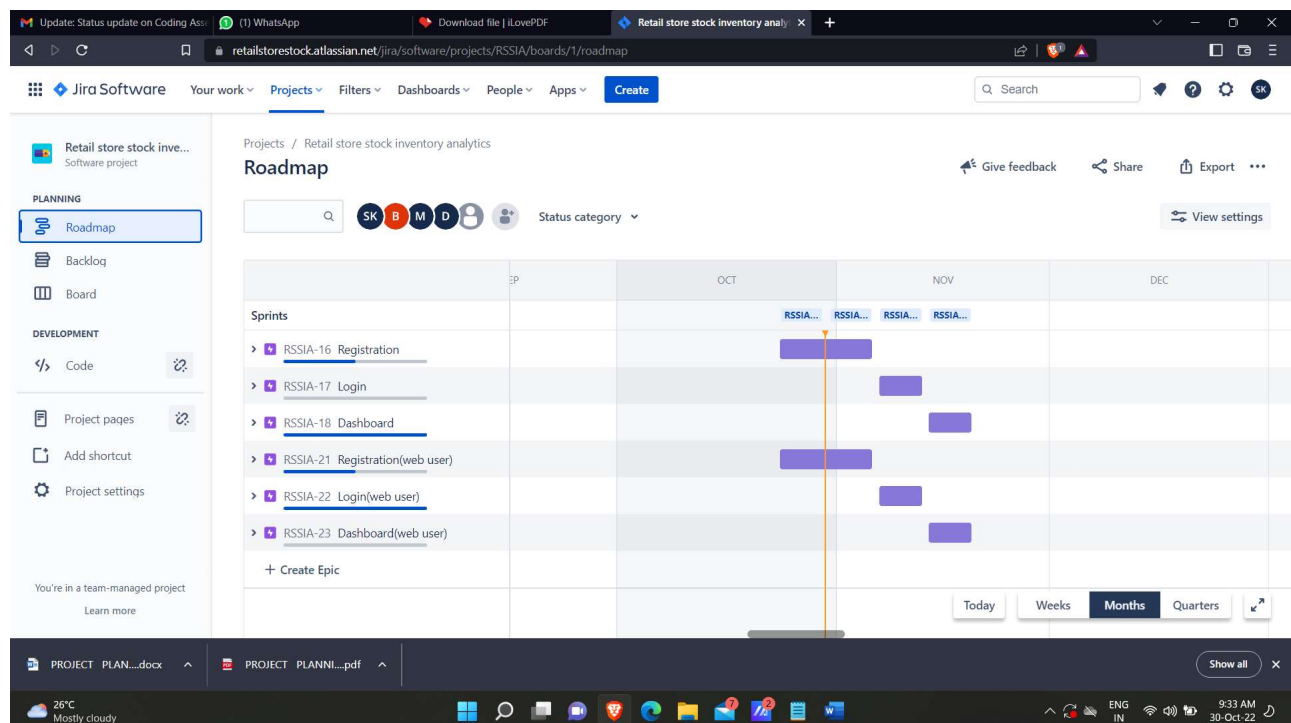 Update: Status update on Coding Asse
(1) WhatsApp
Download file | iLovePDF
Retail store stock inventory analy
retailstorestock.atlassian.net/jira/software/projects/RSSIA/boards/1/roadmap
Jira Software
Your work
Projects
Filters
Dashboards
People
Apps
Create
Search
SK
Retail store stock inve...
Software project
PLANNING
Roadmap
Backlog
Board
DEVELOPMENT
Code
Project pages
Add shortcut
Project settings
You're in a team-managed project
Learn more
Projects / Retail store stock inventory analytics
Roadmap
Give feedback
Share
Export
SK B M D
Status category
View settings
EP OCT NOV DEC
Sprints
RSSIA... RSSIA... RSSIA... RSSIA...
RSSIA-16 Registration
RSSIA-17 Login
RSSIA-18 Dashboard
RSSIA-21 Registration(web user)
RSSIA-22 Login(web user)
RSSIA-23 Dashboard(web user)
+ Create Epic
Today Weeks Months Quarters
PROJECT PLAN....docx
PROJECT PLANNI....pdf
Show all
26°C
Mostly cloudy
7
2
ENG
IN
9:33 AM
30-Oct-22